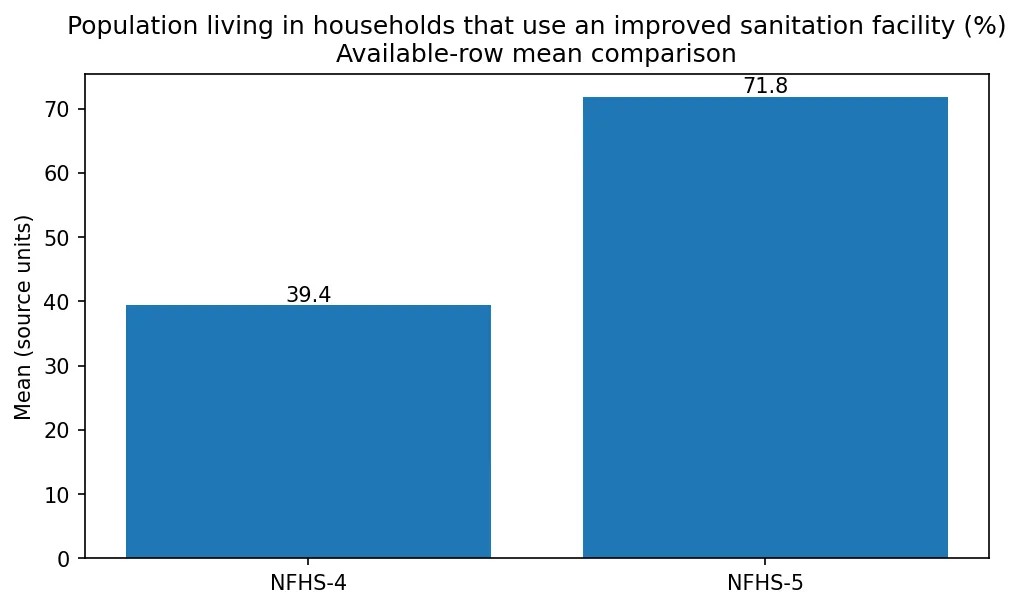 Population living in households that use an improved sanitation facility (%)
Available-row mean comparison
Mean (source units)
70
60
50
40
30
20
10
0
39.4
71.8
NFHS-4
NFHS-5